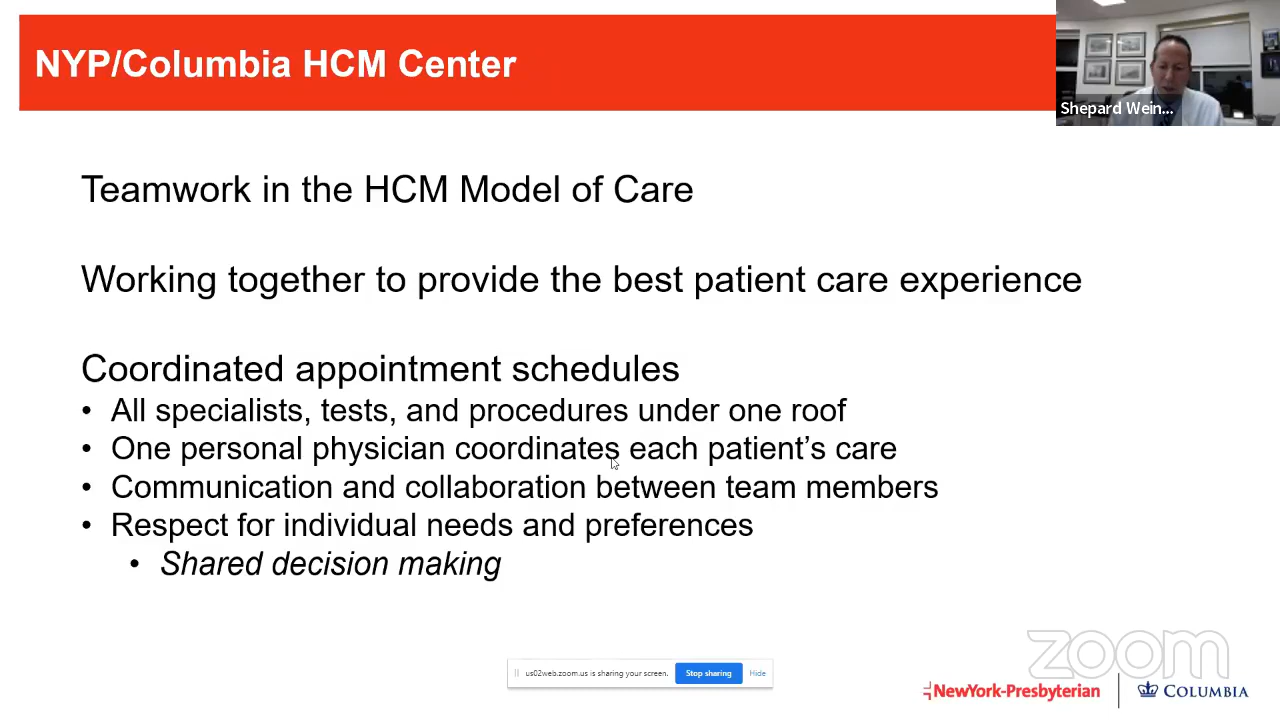 NYP/Columbia HCM Center
Shepard Wein...
Teamwork in the HCM Model of Care
Working together to provide the best patient care experience
Coordinated appointment schedules
• All specialists, tests, and procedures under one roof
• One personal physician coordinates each patient’s care
• Communication and collaboration between team members
• Respect for individual needs and preferences
• Shared decision making
zoom
us02web.zoom.us is sharing your screen. Stop sharing Hide
NewYork-Presbyterian COLUMBIA